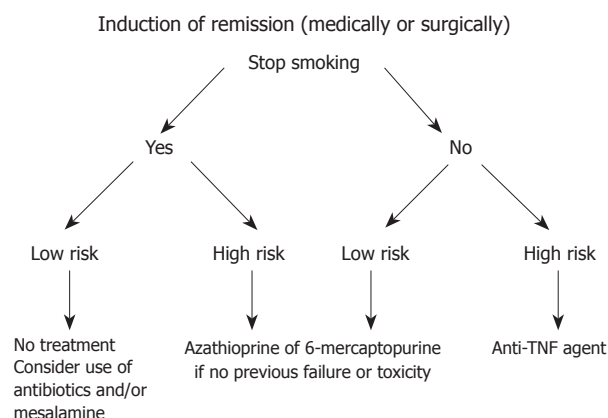 Induction of remission (medically or surgically)
Stop smoking
Yes
No
Low risk
High risk
Low risk
High risk
No treatment
Consider use of
antibiotics and/or
mesalamine
Azathioprine of 6-mercaptopurine
if no previous failure or toxicity
Anti-TNF agent